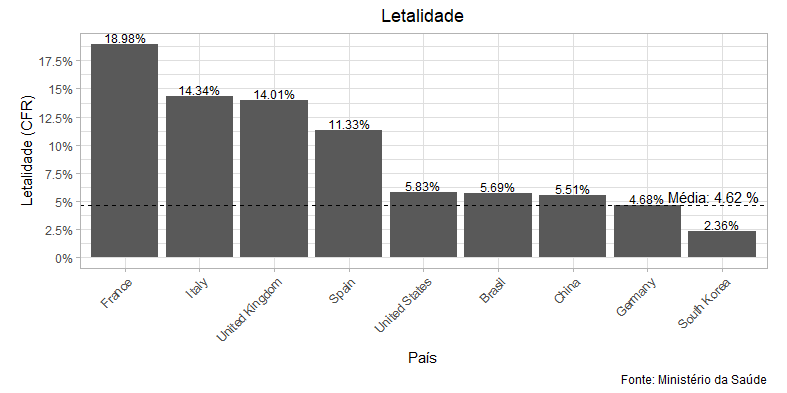 Letalidade
Letalidade (CFR)
17.5%
15%
12.5%
10%
7.5%
5%
2.5%
0%
18.98%
14.34%
14.01%
11.33%
5.83%
5.69%
5.51%
4.68%
2.36%
Média: 4.62 %
France
Italy
United Kingdom
Spain
United States
Brasil
China
Germany
South Korea
País
Fonte: Ministério da Saúde